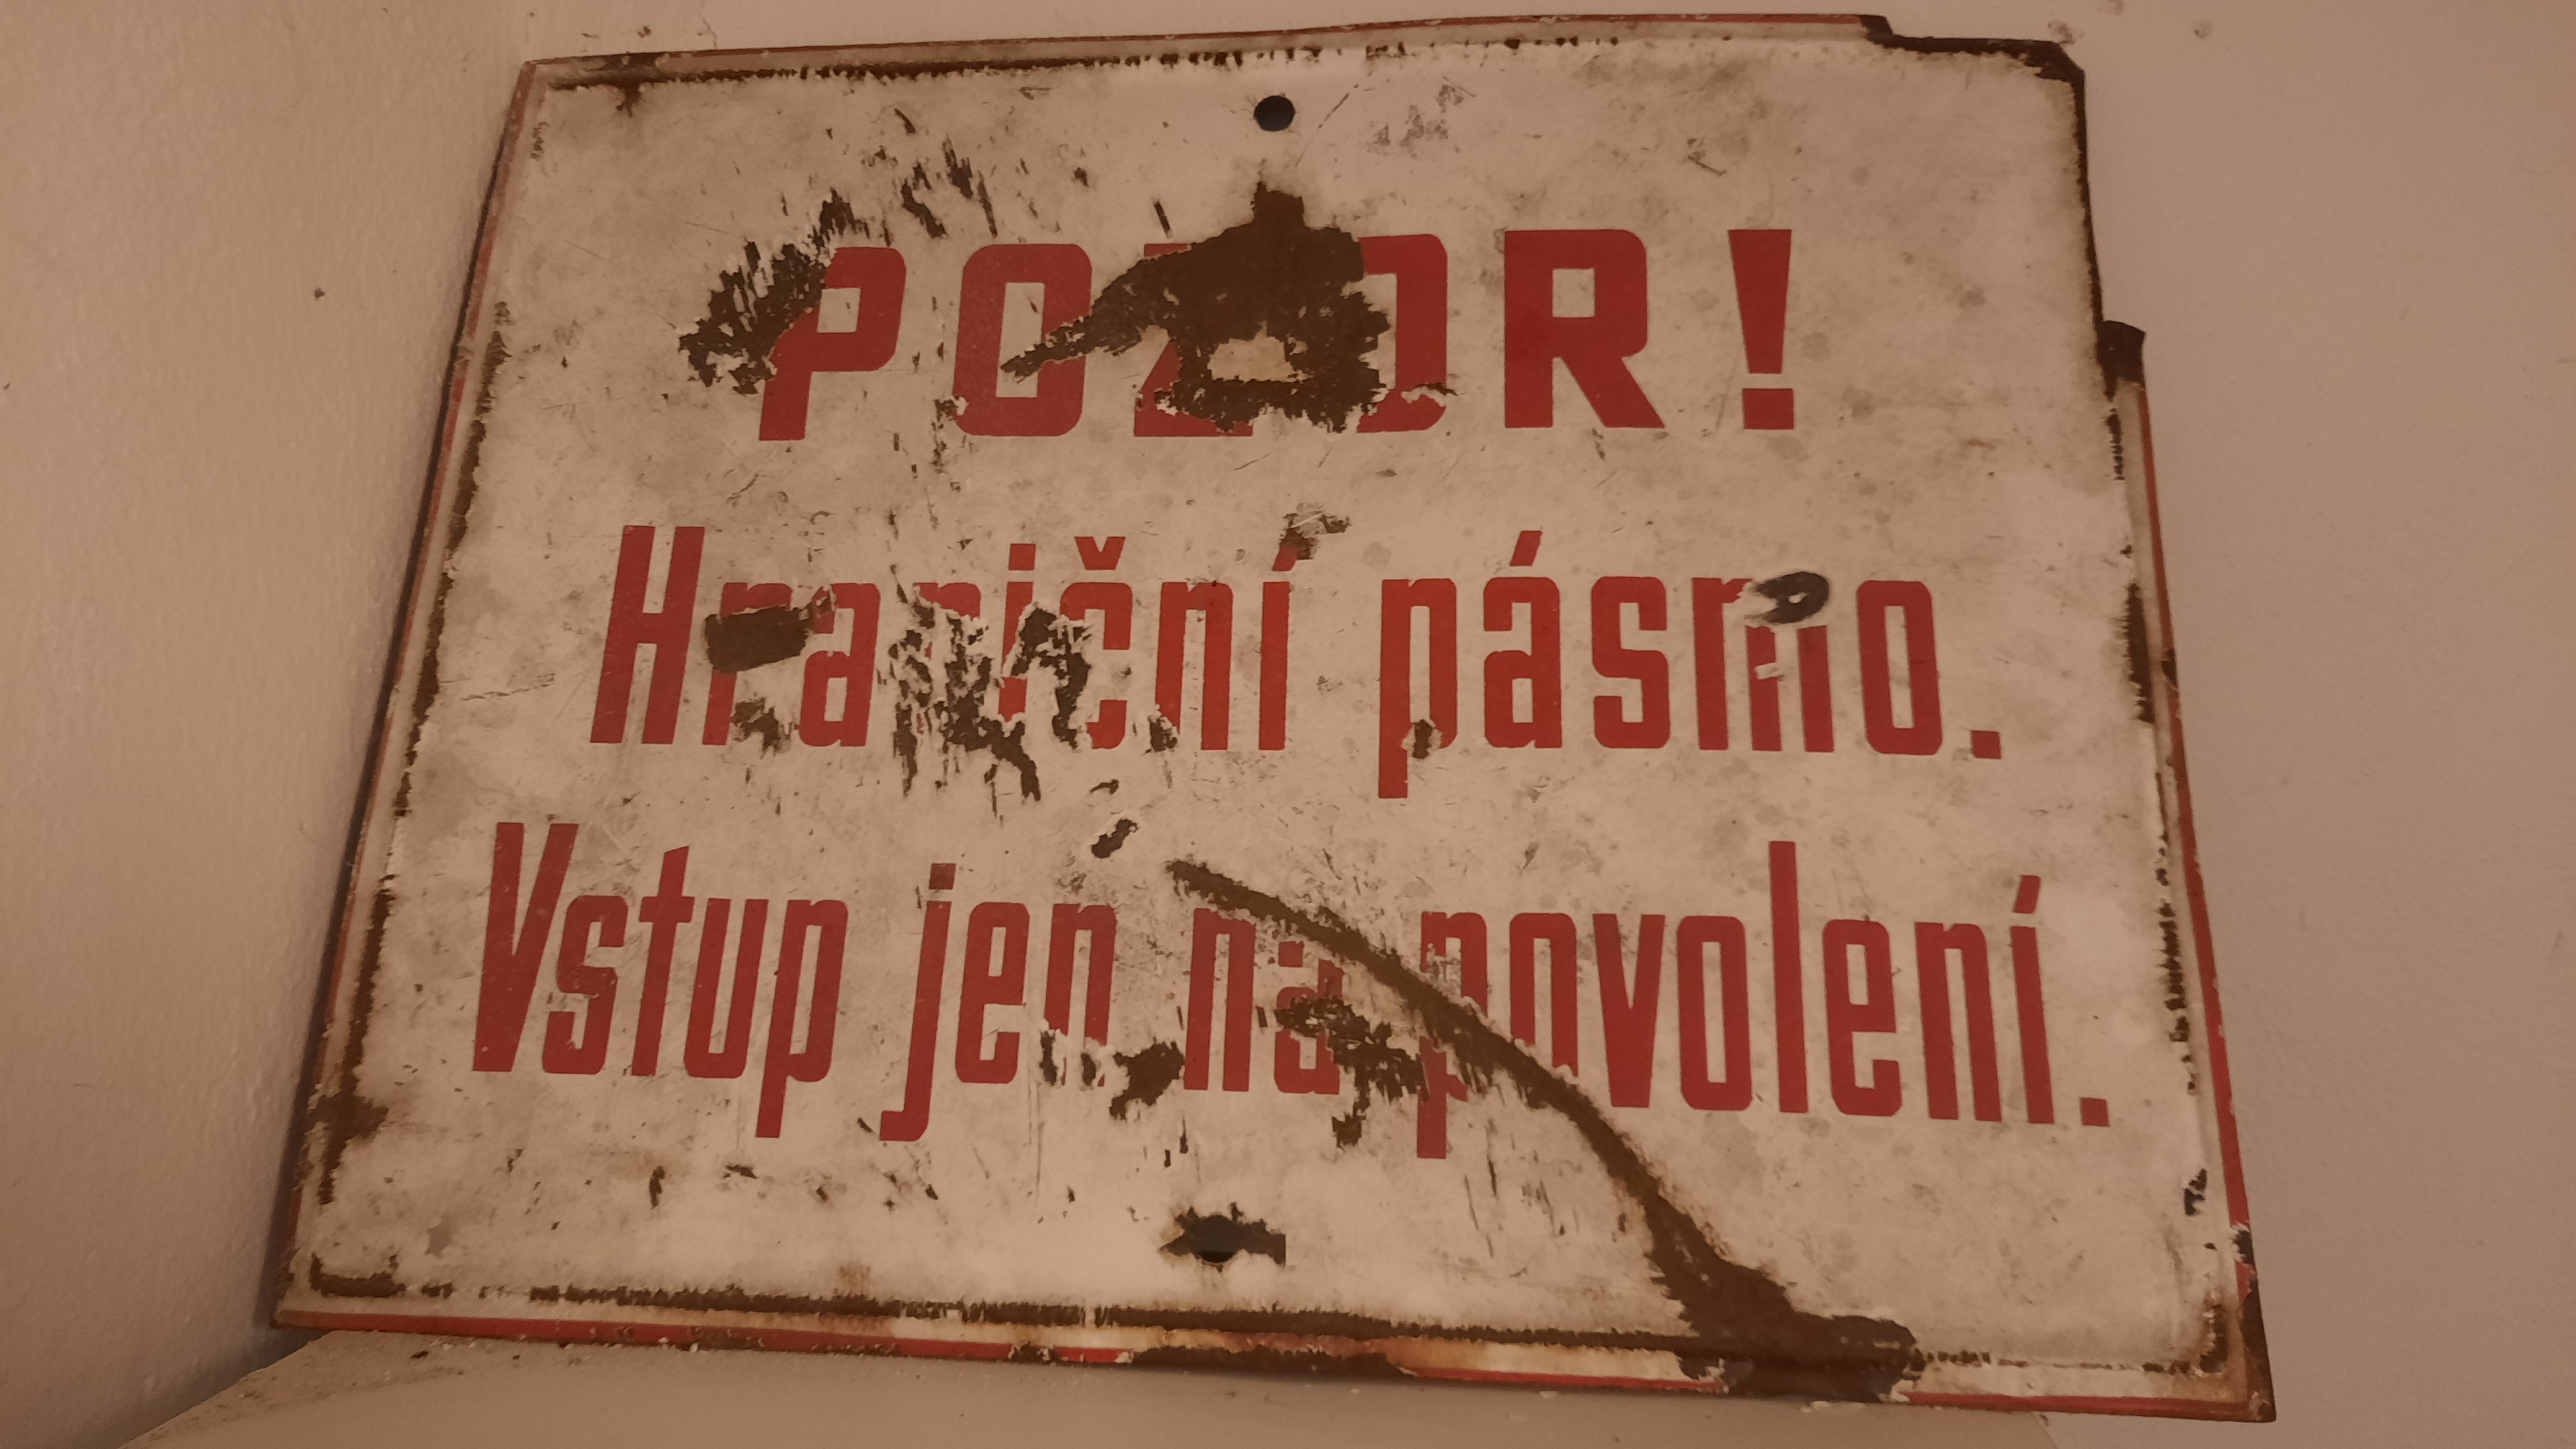 POZOR!
Hraniční pásmo.
Vstup jen na povolení.